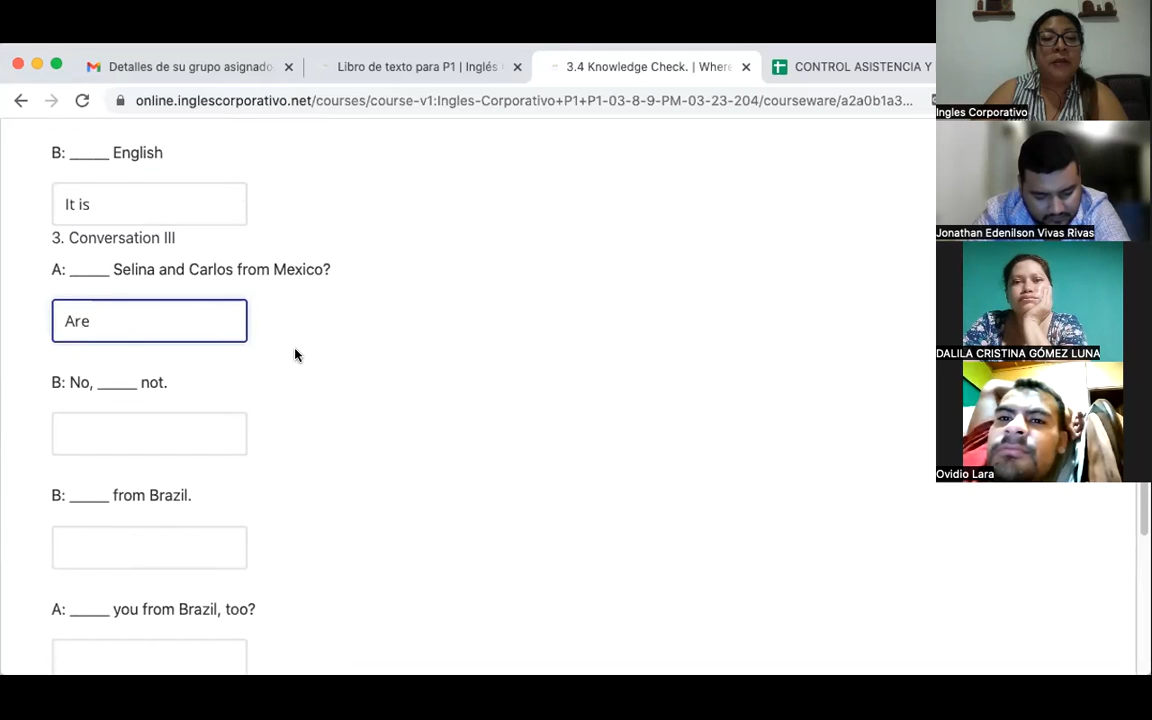 Detalles de su grupo asignado
Libro de texto para P1 | Inglés
3.4 Knowledge Check. | Where
CONTROL ASISTENCIA Y
online.inglescorporativo.net/courses/course-v1:Ingles-Corporativo+P1+P1-03-8-9-PM-03-23-204/courseware/a2a0b1a3...
B: _____ English
It is
3. Conversation III
A: _____ Selina and Carlos from Mexico?
Are
B: No, _____ not.
B: _____ from Brazil.
A: _____ you from Brazil, too?
Ingles Corporativo
Jonathan Edenilson Vivas Rivas
DALILA CRISTINA GÓMEZ LUNA
Ovidio Lara